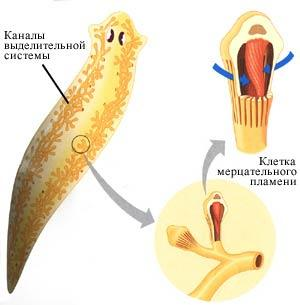 Каналы
выделительной
системы
Клетка
мерцательного
пламени